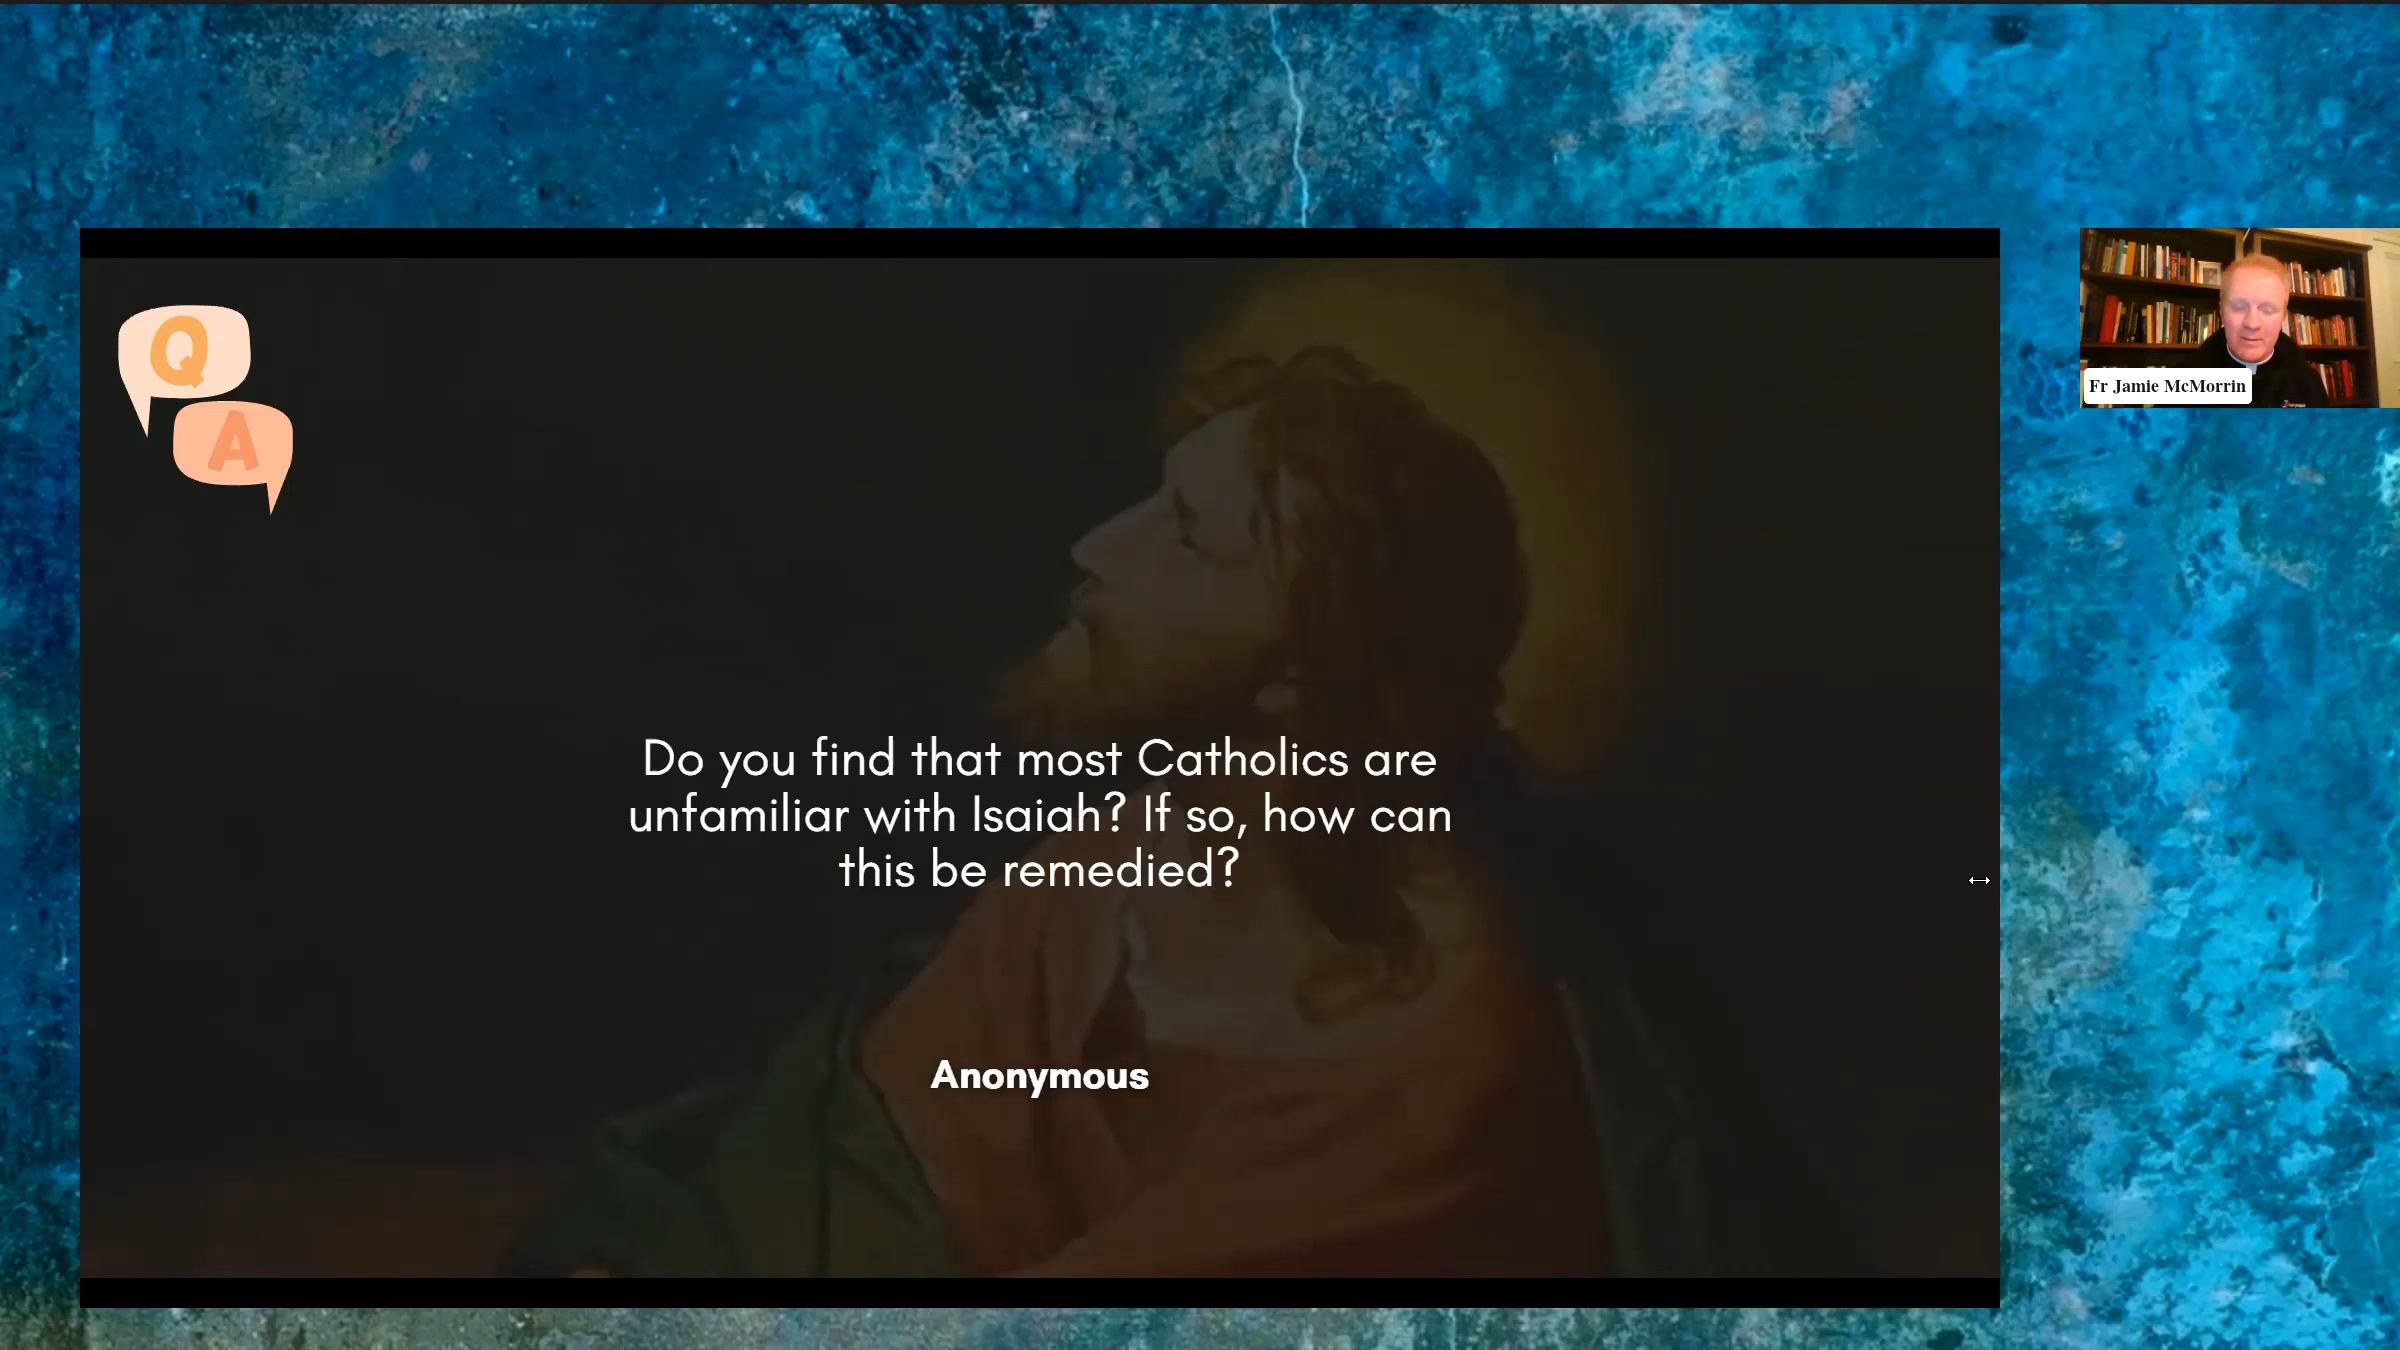 Q
A
Fr Jamie McMorrin
Do you find that most Catholics are
unfamiliar with Isaiah? If so, how can
this be remedied?
Anonymous